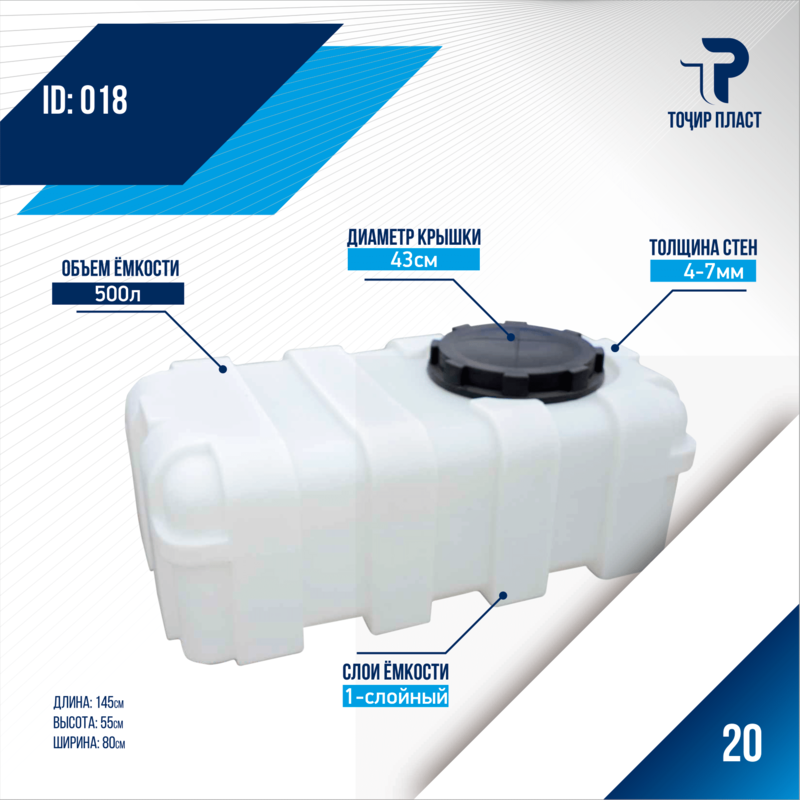 ID: 018
ТОҶИР ПЛАСТ
ДИАМЕТР КРЫШКИ
43см
ТОЛЩИНА СТЕН
4-7мм
ОБЪЕМ ЁМКОСТИ
500л
СЛОИ ЁМКОСТИ
1-слойный
ДЛИНА: 145см
ВЫСОТА: 55см
ШИРИНА: 80см
20